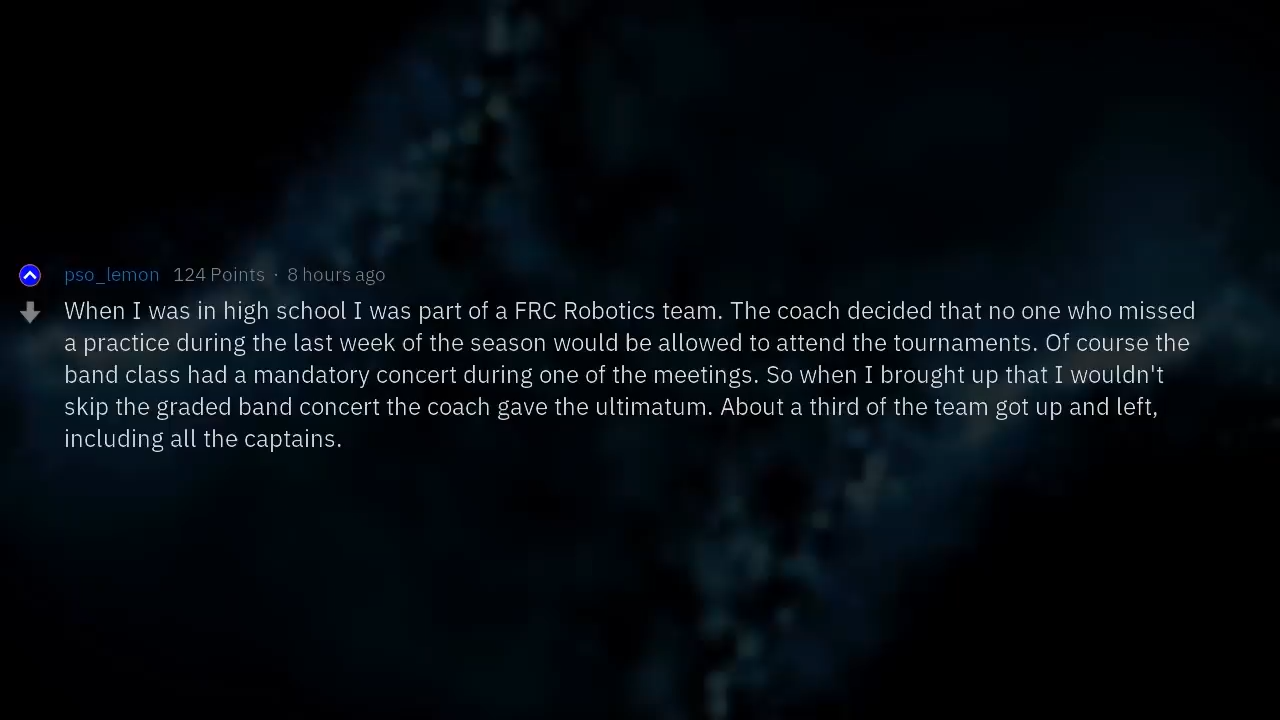 pso_lemon 124 Points · 8 hours ago
When I was in high school I was part of a FRC Robotics team. The coach decided that no one who missed
a practice during the last week of the season would be allowed to attend the tournaments. Of course the
band class had a mandatory concert during one of the meetings. So when I brought up that I wouldn't
skip the graded band concert the coach gave the ultimatum. About a third of the team got up and left,
including all the captains.